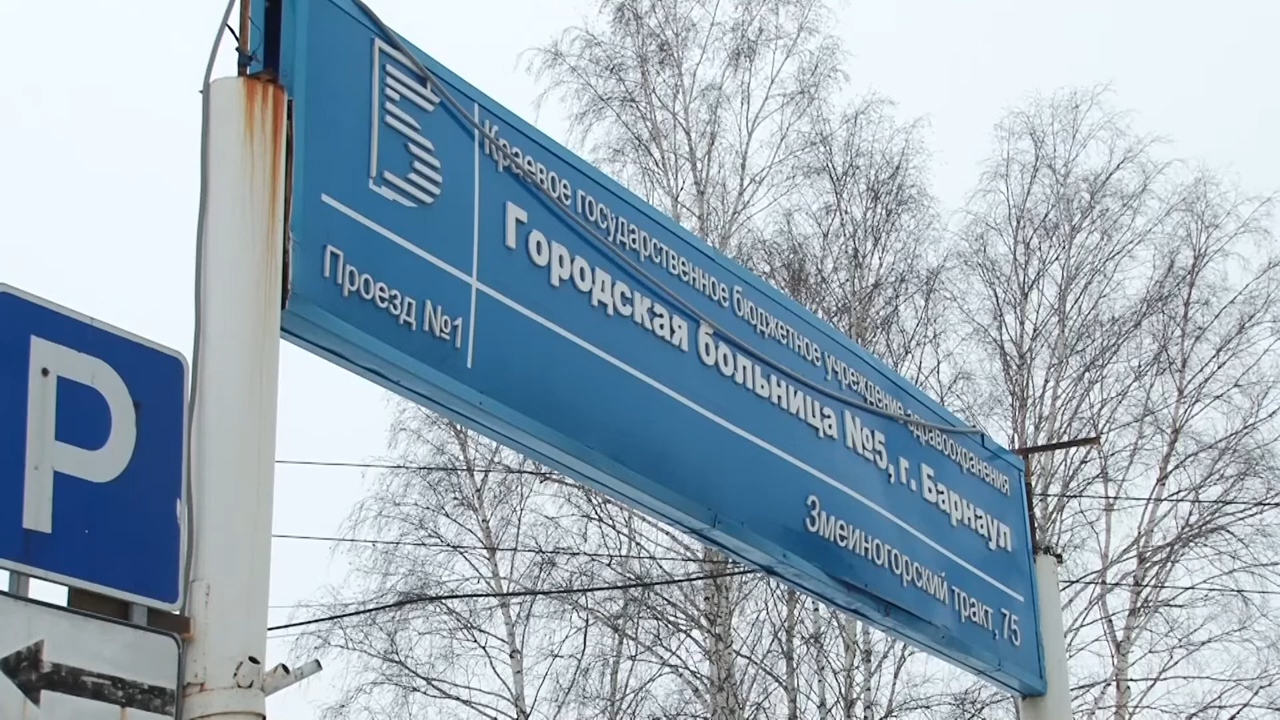 Краевое государственное бюджетное учреждение здравоохранения
Городская больница №5, г. Барнаул
Проезд №1
Змеиногорский тракт, 75
P